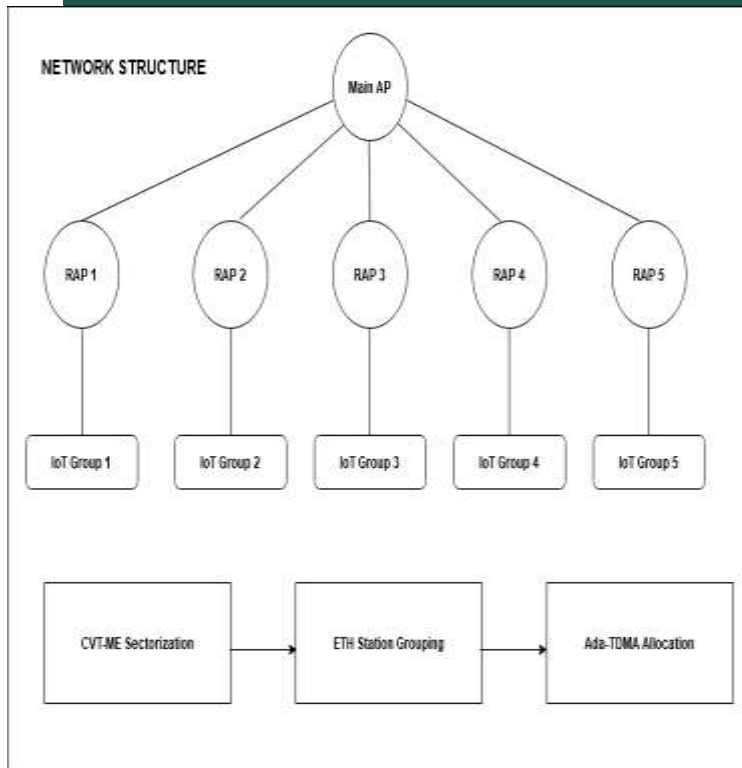 NETWORK STRUCTURE
Main AP
RAP 1
RAP 2
RAP 3
RAP 4
RAP 5
IoT Group 1
IoT Group 2
IoT Group 3
IoT Group 4
IoT Group 5
CVT-ME Sectorization
ETH Station Grouping
Ada-TDMA Allocation